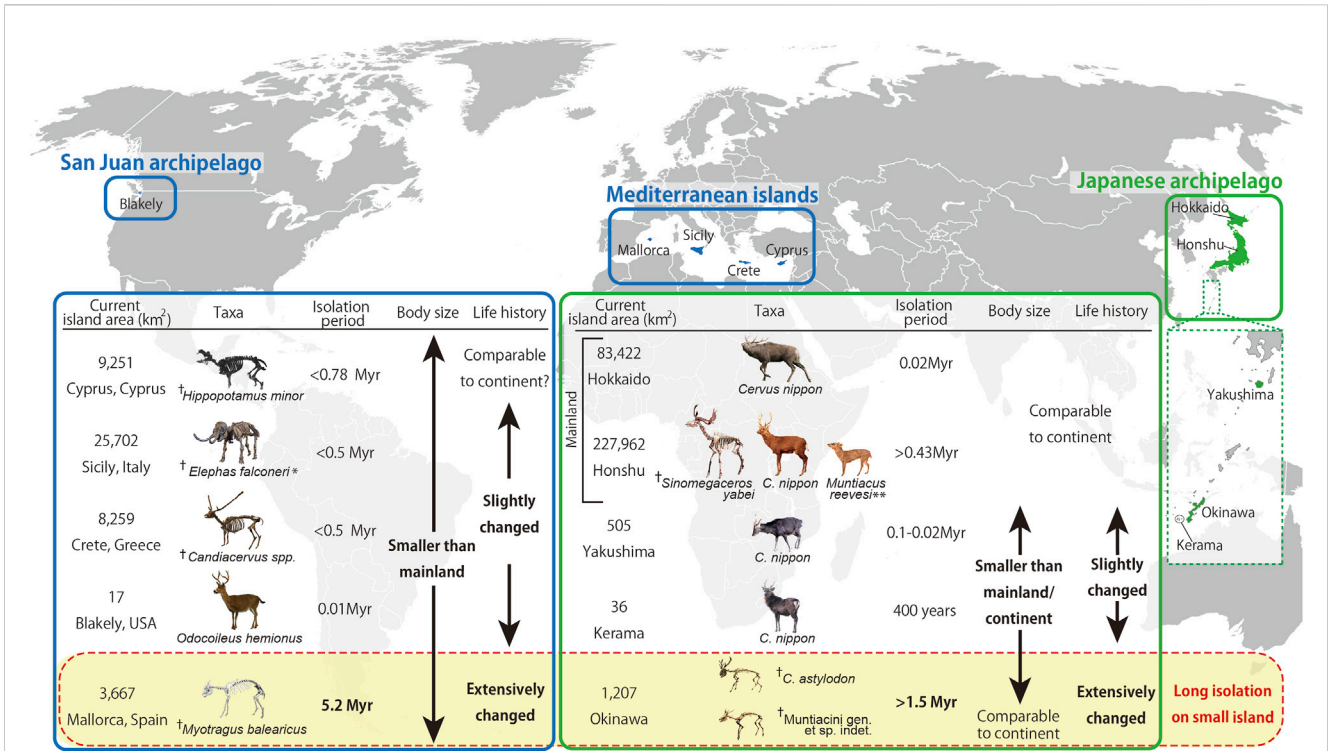 San Juan archipelago
Blakely
Mediterranean islands
Mallorca
Sicily
Crete
Cyprus
Japanese archipelago
Hokkaido
Honshu
Yakushima
Okinawa
Kerama
Current island area (km²)
Taxa
Isolation period
Body size
Life history
9,251
Cyprus, Cyprus
†Hippopotamus minor
<0.78 Myr
Comparable
to continent?
25,702
Sicily, Italy
†Elephas falconeri *
<0.5 Myr
Slightly
changed
8,259
Crete, Greece
†Candiacervus spp.
<0.5 Myr
Smaller than
mainland
17
Blakely, USA
Odocoileus hemionus
0.01Myr
3,667
Mallorca, Spain
†Myotragus balearicus
5.2 Myr
Extensively
changed
Current island area (km²)
Taxa
Isolation period
Body size
Life history
Mainland
83,422
Hokkaido
Cervus nippon
0.02Myr
Comparable
to continent
227,962
Honshu
†Sinomegaceros
yabei
C. nippon
Muntiacus
reevesi**
>0.43Myr
505
Yakushima
C. nippon
0.1-0.02Myr
Smaller than
mainland/
continent
Slightly
changed
36
Kerama
C. nippon
400 years
1,207
Okinawa
†C. astylodon
†Muntiacini gen.
et sp. indet.
>1.5 Myr
Comparable
to continent
Extensively
changed
Long isolation
on small island